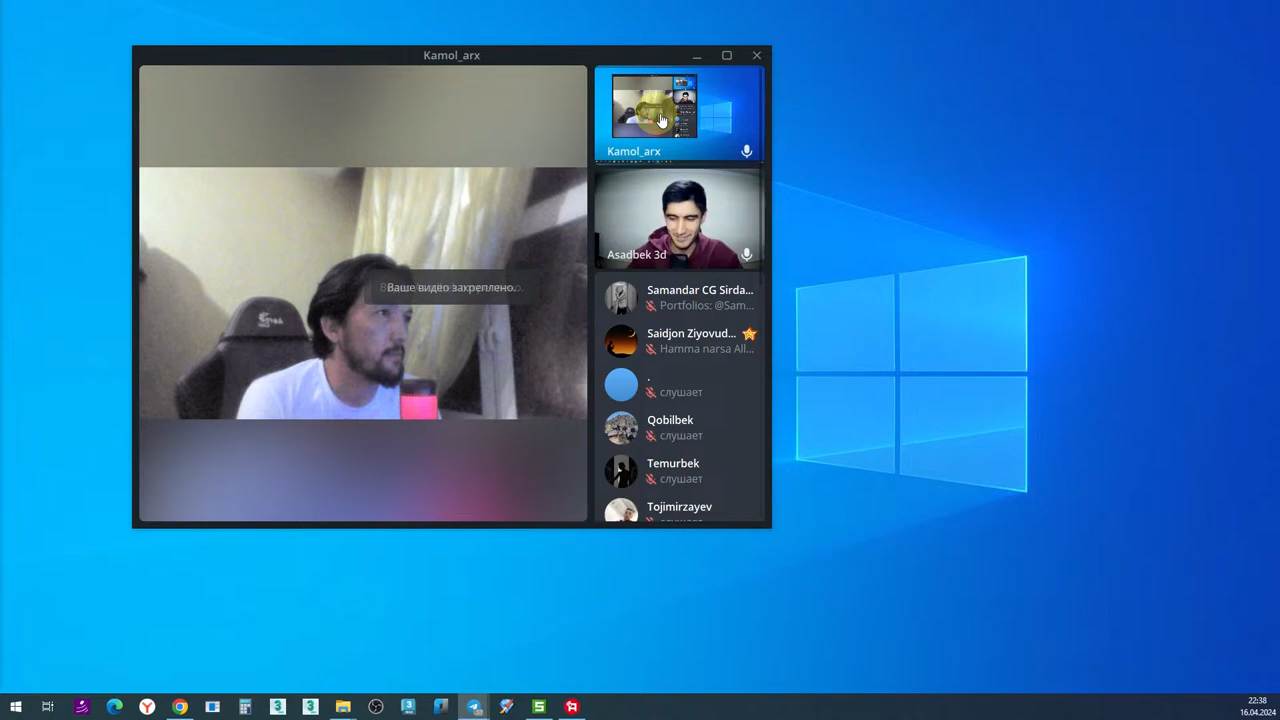 Kamol_arx
Ваше видео закреплено.
Kamol_arx
Asadbek 3d
Samandar CG Sirda...
Portfolios: @Sam...
Saidjon Ziyovud...
Hamma narsa All...
.
слушает
Qobilbek
слушает
Temurbek
слушает
Tojimirzayev
слушает
22:38
16.04.2024